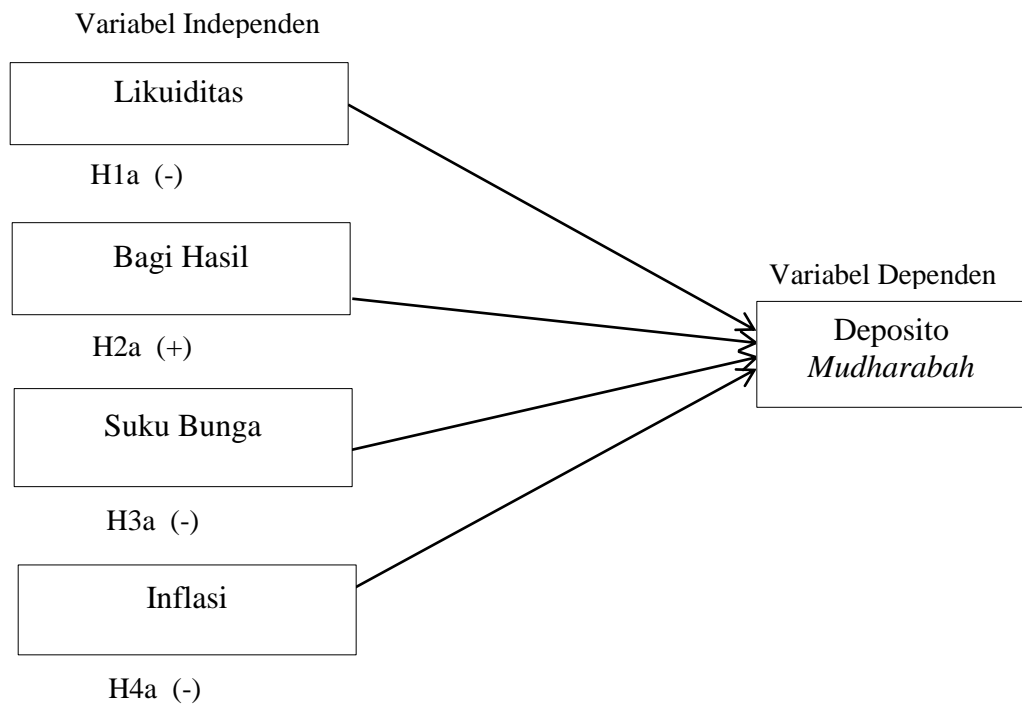 Variabel Independen
Likuiditas
H1a (-)
Bagi Hasil
H2a (+)
Suku Bunga
H3a (-)
Inflasi
H4a (-)
Variabel Dependen
Deposito
Mudharabah